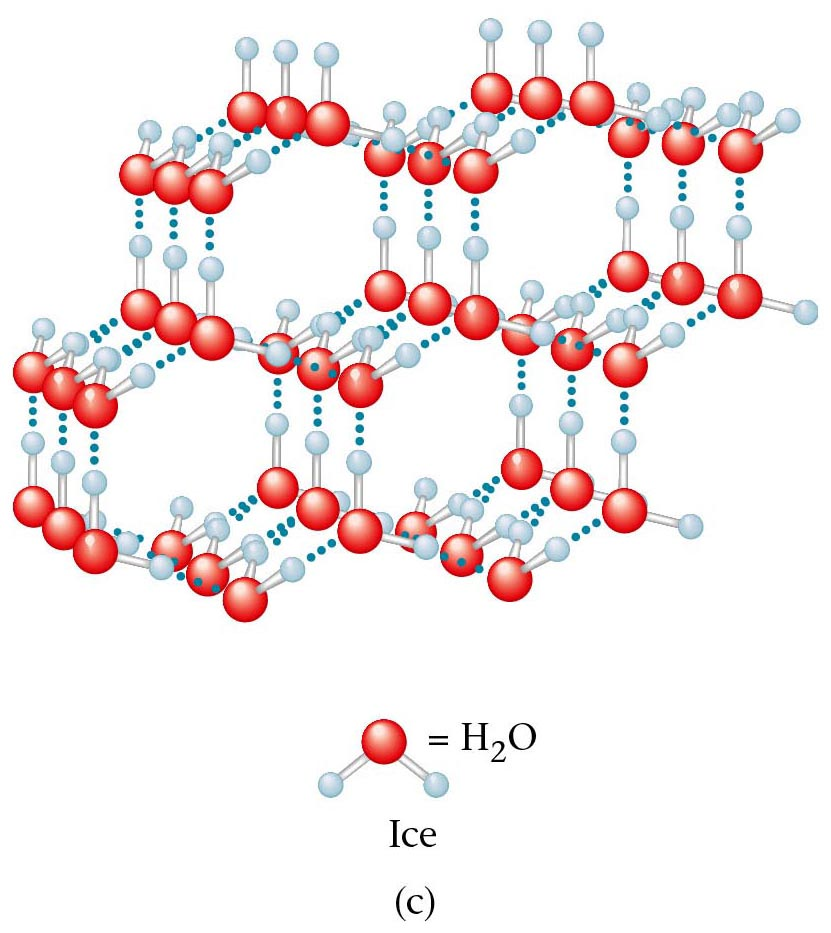 = H₂O
Ice
(c)